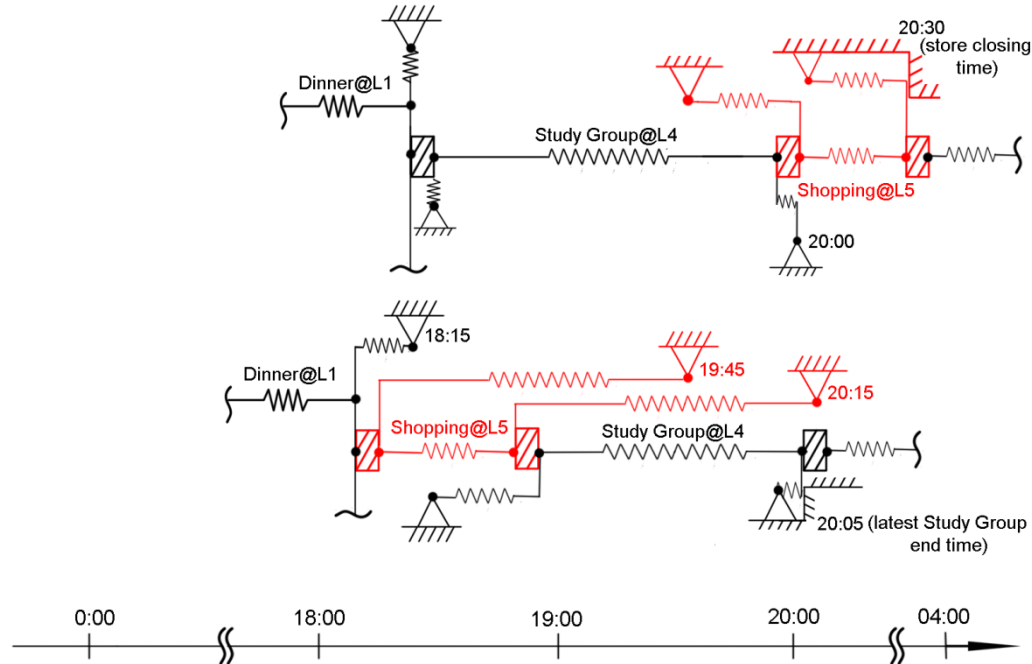 20:30
(store closing
time)
Dinner@L1
Study Group@L4
Shopping@L5
20:00
18:15
Dinner@L1
19:45
20:15
Shopping@L5
Study Group@L4
20:05 (latest Study Group
end time)
0:00
18:00
19:00
20:00
04:00